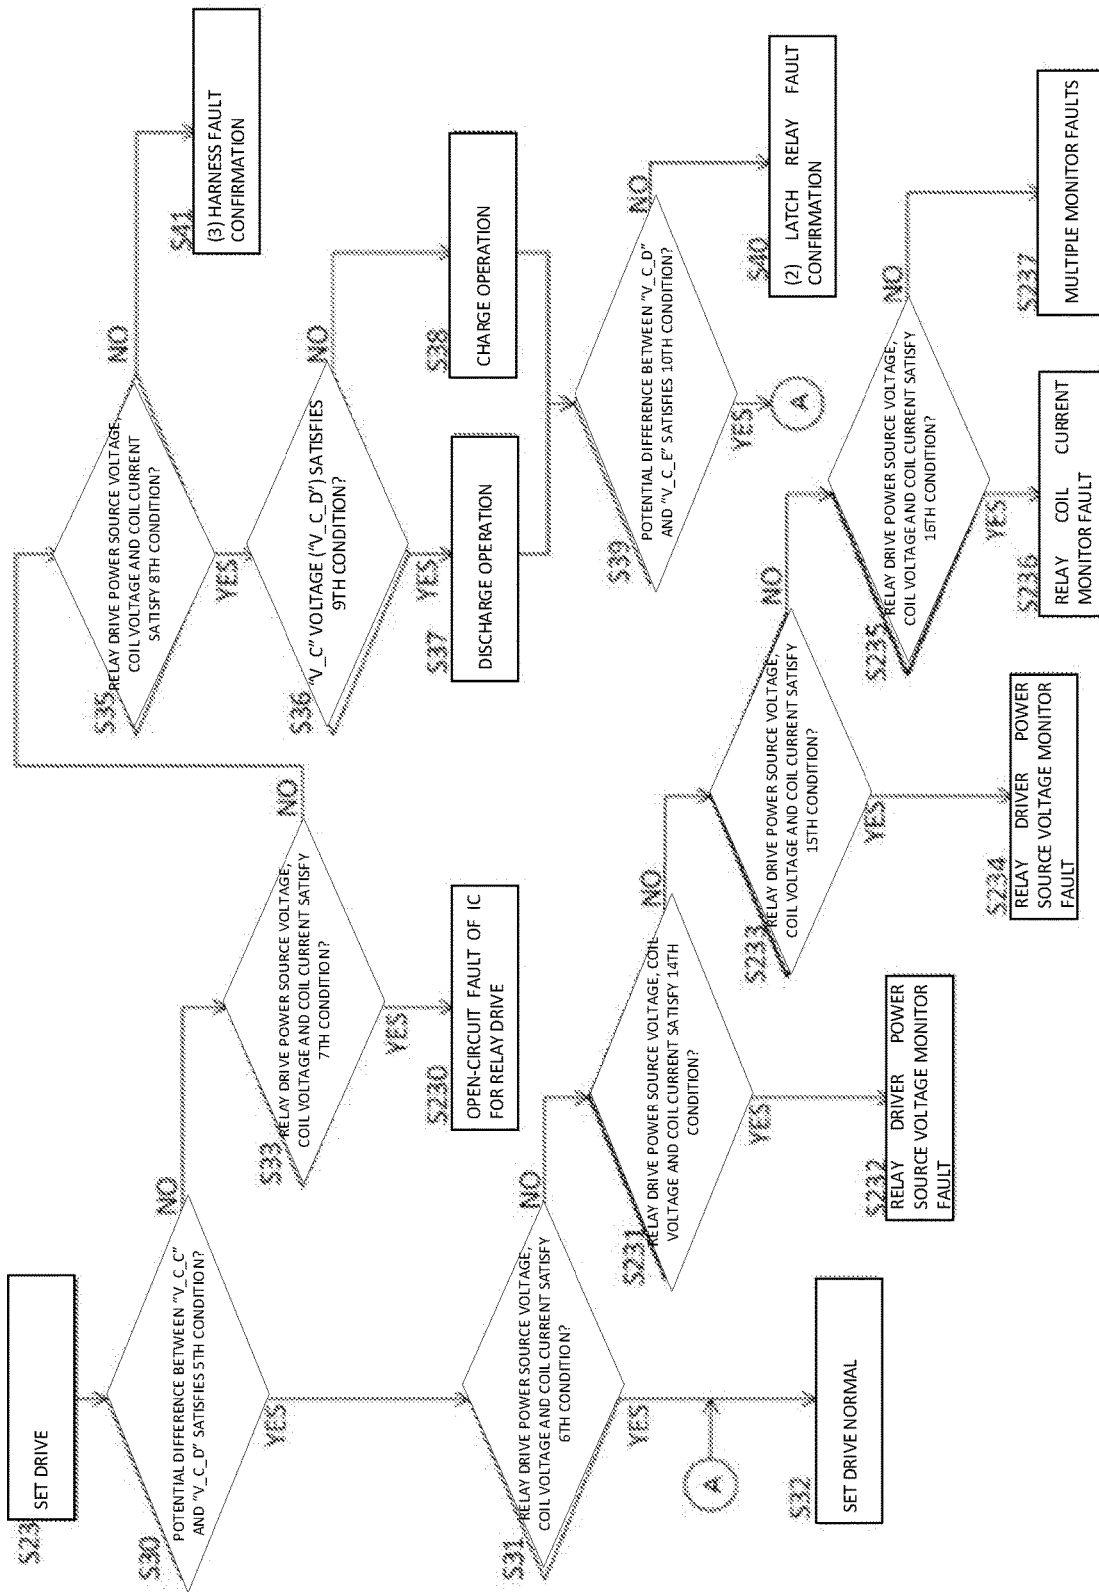 S23
SET DRIVE
S30
POTENTIAL DIFFERENCE BETWEEN "V_C_C"
AND "V_C_D" SATISFIES 5TH CONDITION?
NO
YES
S31
RELAY DRIVE POWER SOURCE VOLTAGE,
COIL VOLTAGE AND COIL CURRENT SATISFY
6TH CONDITION?
NO
YES
A
S32
SET DRIVE NORMAL
S33
RELAY DRIVE POWER SOURCE VOLTAGE,
COIL VOLTAGE AND COIL CURRENT SATISFY
7TH CONDITION?
NO
YES
S230
OPEN-CIRCUIT FAULT OF IC
FOR RELAY DRIVE
S231
RELAY DRIVE POWER SOURCE VOLTAGE, COIL
VOLTAGE AND COIL CURRENT SATISFY 14TH
CONDITION?
NO
YES
S232
RELAY DRIVER POWER
SOURCE VOLTAGE MONITOR
FAULT
S233
RELAY DRIVE POWER SOURCE VOLTAGE,
COIL VOLTAGE AND COIL CURRENT SATISFY
15TH CONDITION?
NO
YES
S234
RELAY DRIVER POWER
SOURCE VOLTAGE MONITOR
FAULT
S35
RELAY DRIVE POWER SOURCE VOLTAGE,
COIL VOLTAGE AND COIL CURRENT
SATISFY 8TH CONDITION?
NO
YES
S41
(3) HARNESS FAULT
CONFIRMATION
S36
"V_C" VOLTAGE ("V_C_D") SATISFIES
9TH CONDITION?
NO
YES
S37
DISCHARGE OPERATION
S38
CHARGE OPERATION
S39
POTENTIAL DIFFERENCE BETWEEN "V_C_D"
AND "V_C_E" SATISFIES 10TH CONDITION?
NO
YES
A
S40
(2) LATCH RELAY FAULT
CONFIRMATION
S235
RELAY DRIVE POWER SOURCE VOLTAGE,
COIL VOLTAGE AND COIL CURRENT SATISFY
16TH CONDITION?
NO
YES
S236
RELAY COIL CURRENT
MONITOR FAULT
S237
MULTIPLE MONITOR FAULTS